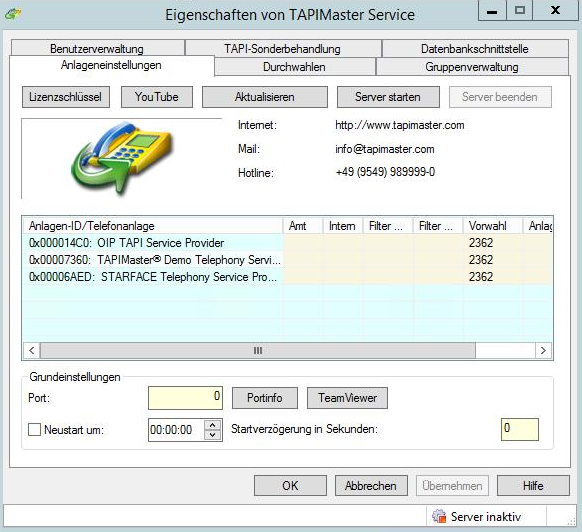 Eigenschaften von TAPIMaster Service
Benutzerverwaltung TAPI-Sonderbehandlung Datenbankschnittstelle
Anlageneinstellungen Durchwahlen Gruppenverwaltung
Lizenzschlüssel YouTube Aktualisieren Server starten Server beenden
Internet: http://www.tapimaster.com
Mail: info@tapimaster.com
Hotline: +49 (9549) 989999-0
Anlagen-ID/Telefonanlage Amt Intern Filter ... Filter ... Vorwahl Anlag
0x000014C0: OIP TAPI Service Provider 2362
0x00007360: TAPIMaster® Demo Telephony Servi... 2362
0x00006AED: STARFACE Telephony Service Pro... 2362
Grundeinstellungen
Port: 0 Portinfo TeamViewer
Neustart um: 00:00:00 Startverzögerung in Sekunden: 0
OK Abbrechen Übernehmen Hilfe
Server inaktiv